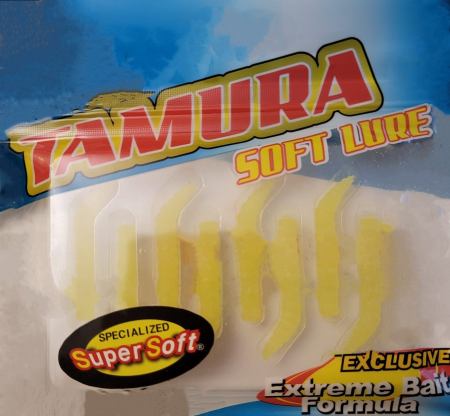 TAMURA
SOFT LURE
SPECIALIZED
Super Soft®
EXCLUSIVE
Extreme Bait
Formula